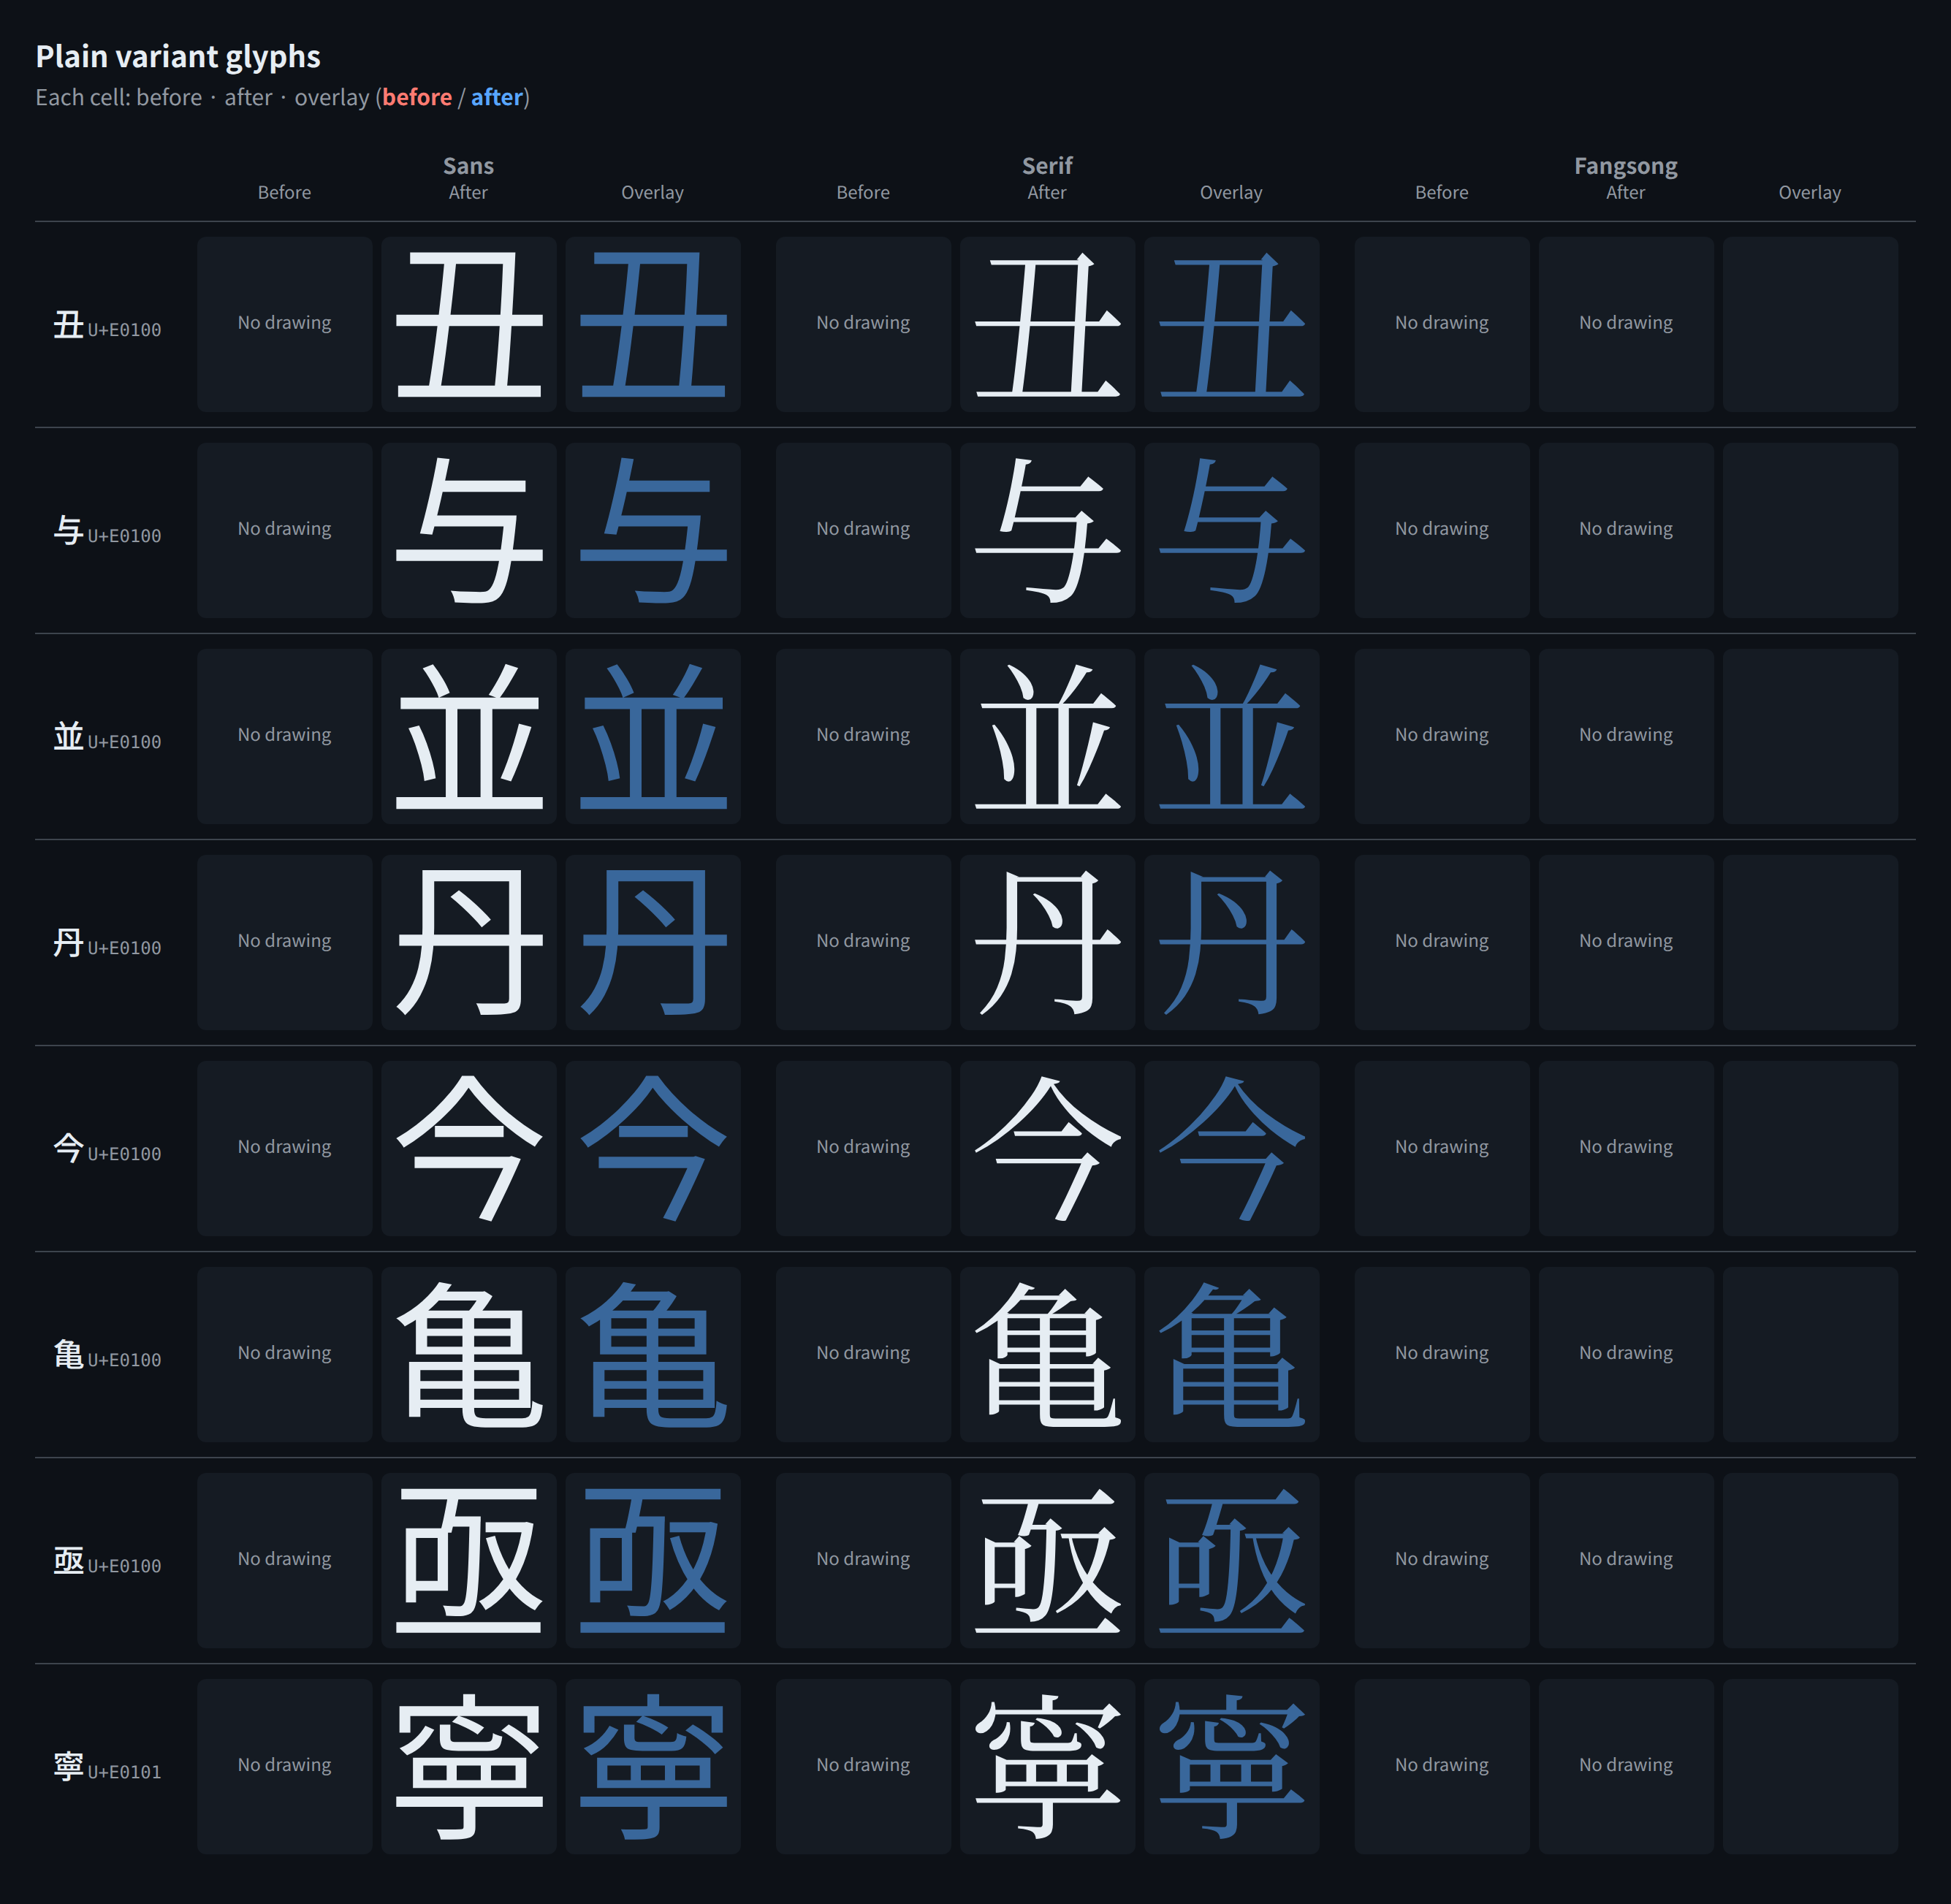 Plain variant glyphs
Each cell: before · after · overlay (before / after)
Sans Serif Fangsong
Before After Overlay Before After Overlay Before After Overlay
丑 U+E0100 No drawing 丑 丑 No drawing 丑 丑 No drawing No drawing
与 U+E0100 No drawing 与 与 No drawing 与 与 No drawing No drawing
並 U+E0100 No drawing 並 並 No drawing 並 並 No drawing No drawing
丹 U+E0100 No drawing 丹 丹 No drawing 丹 丹 No drawing No drawing
今 U+E0100 No drawing 今 今 No drawing 今 今 No drawing No drawing
亀 U+E0100 No drawing 亀 亀 No drawing 亀 亀 No drawing No drawing
亟 U+E0100 No drawing 亟 亟 No drawing 亟 亟 No drawing No drawing
寧 U+E0101 No drawing 寧 寧 No drawing 寧 寧 No drawing No drawing